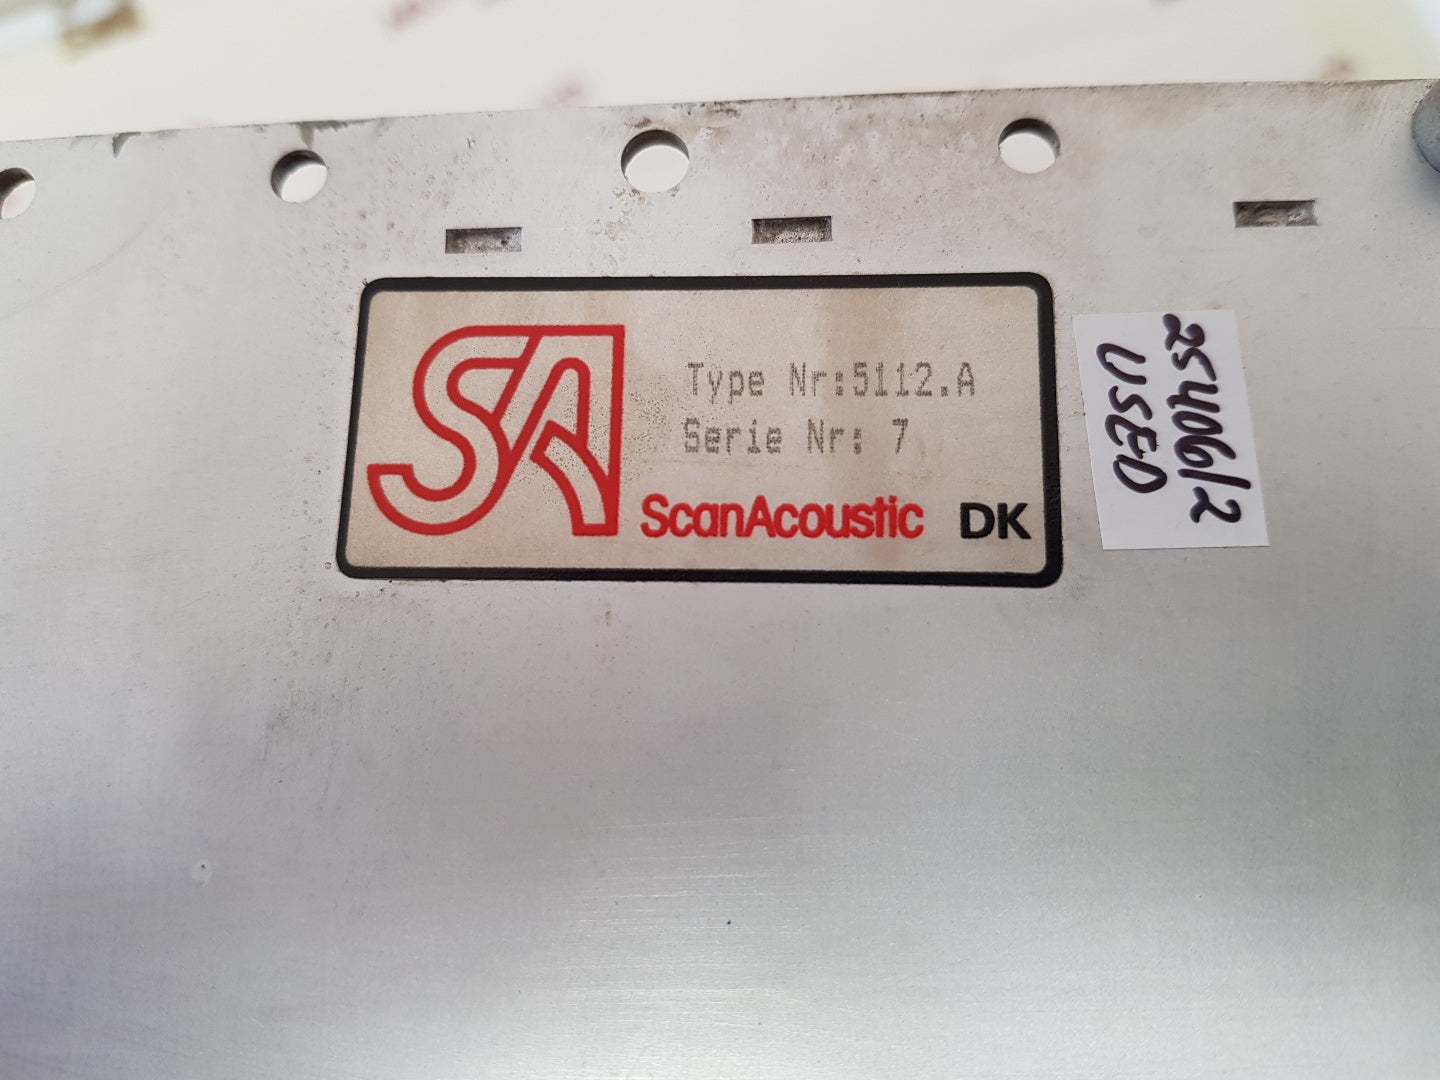 SA
Type Nr:5112.A
Serie Nr: 7
ScanAcoustic DK
254061/2
USED